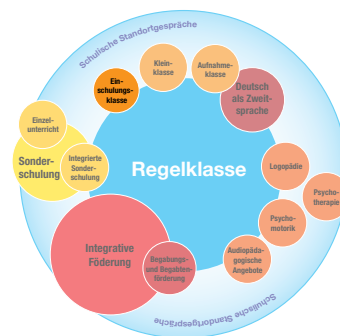 Schulische Standortgespräche
Klein-
klasse
Aufnahme-
klasse
Ein-
schulungs-
klasse
Deutsch
als Zweit-
sprache
Einzel-
unterricht
Sonder-
schulung
Integrierte
Sonder-
schulung
Regelklasse
Logopädie
Psycho-
therapie
Psycho-
motorik
Audiopäda-
gogische
Angebote
Integrative
Föderung
Begabungs-
und Begabten-
förderung
Schulische Standortgespräche